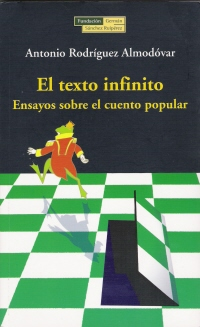 Fundación Germán
Sánchez Ruipérez
Antonio Rodríguez Almodóvar
El texto infinito
Ensayos sobre el cuento popular